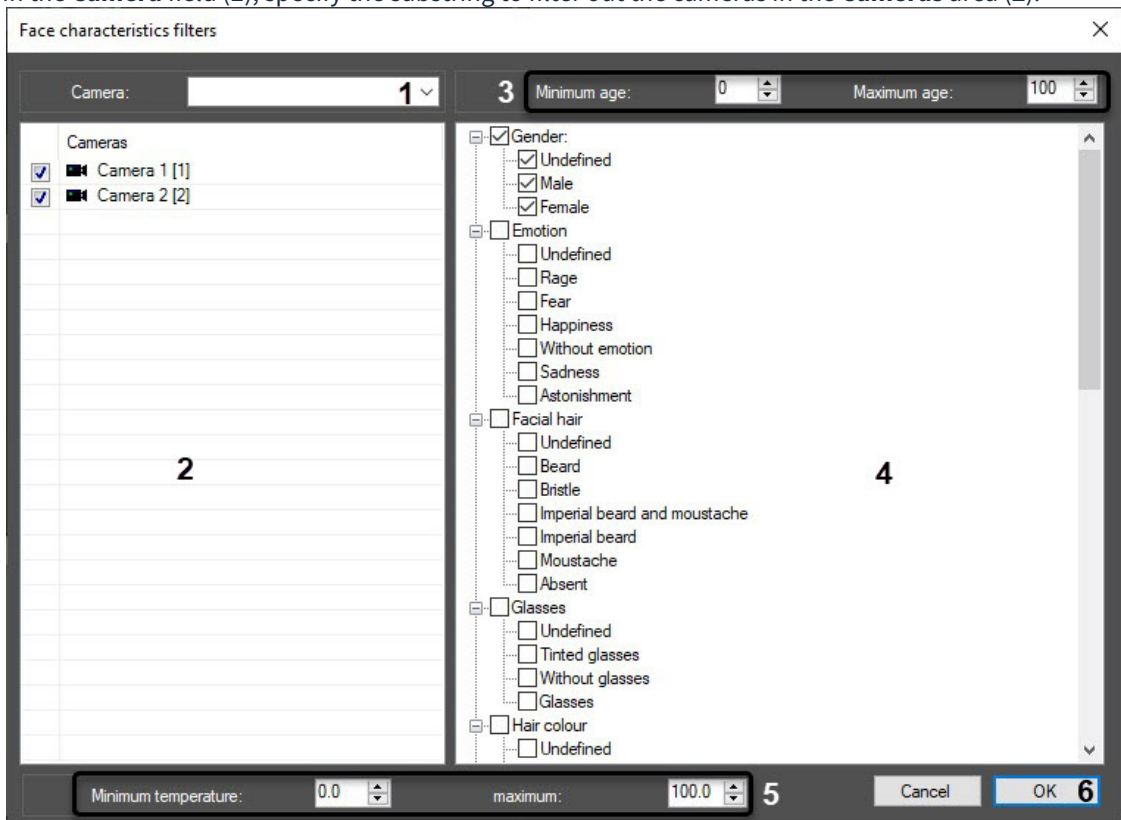 Face characteristics filters
Camera: 1 3 Minimum age: 0 Maximum age: 100
Cameras
Camera 1 [1]
Camera 2 [2]
2
Gender:
Undefined
Male
Female
Emotion
Undefined
Rage
Fear
Happiness
Without emotion
Sadness
Astonishment
Facial hair
Undefined
Beard
Bristle
Imperial beard and moustache
Imperial beard
Moustache
Absent
Glasses
Undefined
Tinted glasses
Without glasses
Glasses
Hair colour
Undefined
4
Minimum temperature: 0.0 maximum: 100.0 5 Cancel OK 6